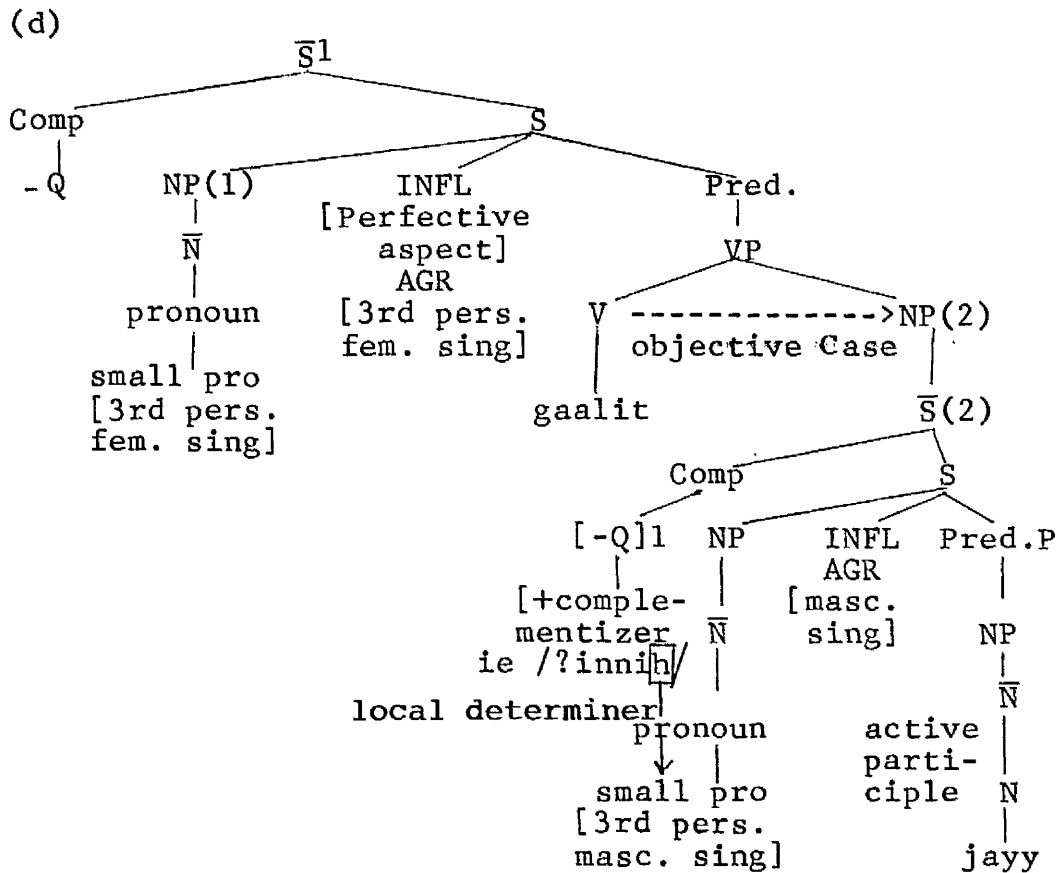 (d)
S̅1
Comp S
-Q NP(1) INFL Pred.
[Perfective
N̅ aspect] VP
AGR
pronoun [3rd pers. V ----------->NP(2)
fem. sing] objective Case
small pro
[3rd pers. gaalit S̅(2)
fem. sing]
Comp S
[-Q]1 NP INFL Pred.P
AGR
[+comple- [masc.
mentizer N̅ sing] NP
ie /?innih/
N̅
local determiner
pronoun active
parti-
small pro ciple N
[3rd pers.
masc. sing] jayy